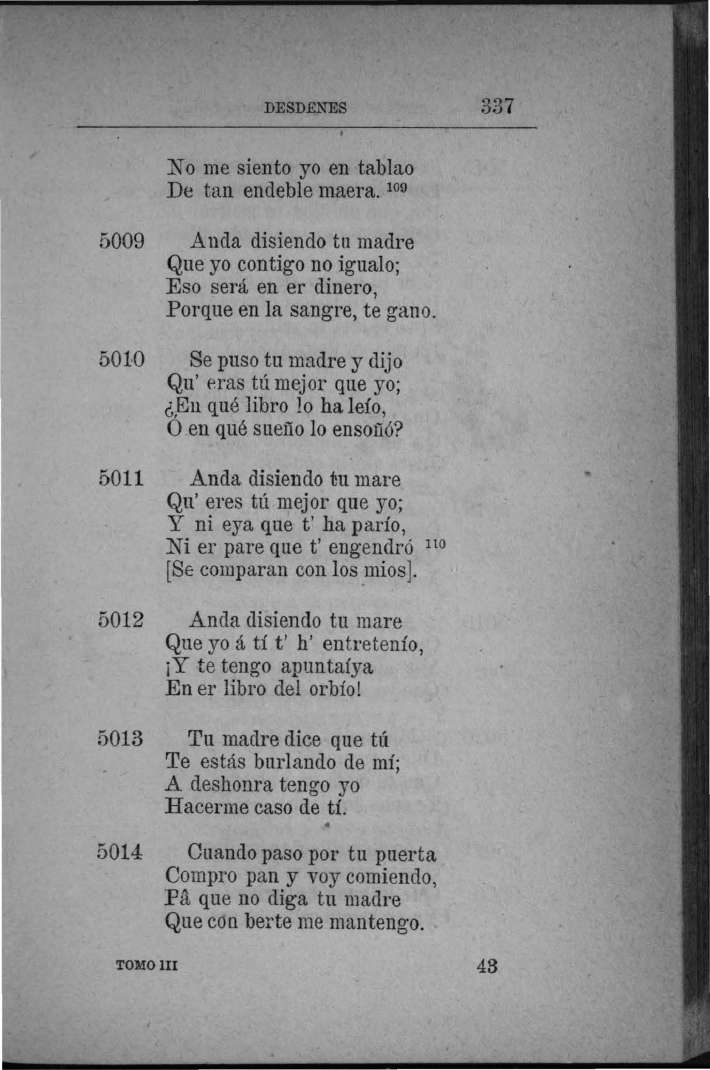 DESDENES 337
No me siento yo en tablao
De tan endeble maera. 109
5009 Anda disiendo tu madre
Que yo contigo no igualo;
Eso será en er dinero,
Porque en la sangre, te gano.
5010 Se puso tu madre y dijo
Qu' eras tú mejor que yo;
¿En qué libro lo ha leío,
O en qué sueño lo ensoñó?
5011 Anda disiendo tu mare
Qu' eres tú mejor que yo;
Y ni eya que t' ha parío,
Ni er pare que t' engendró 110
[Se comparan con los mios].
5012 Anda disiendo tu mare
Que yo á tí t' h' entretenío,
¡Y te tengo apuntaíya
En er libro del orbío!
5013 Tu madre dice que tú
Te estás burlando de mí;
A deshonra tengo yo
Hacerme caso de tí.
5014 Cuando paso por tu puerta
Compro pan y voy comiendo,
Pâ que no diga tu madre
Que con berte me mantengo.
TOMO III 43